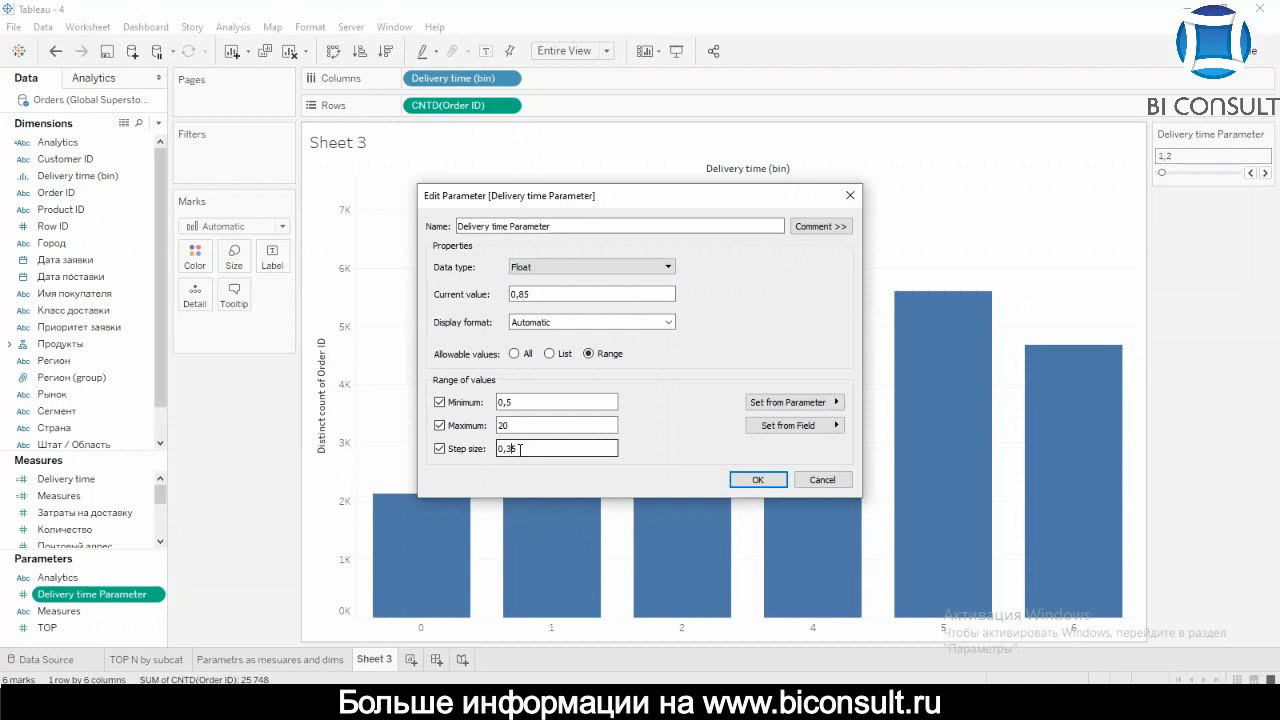 Tableau - 4
File Data Worksheet Dashboard Story Analysis Map Format Server Window Help
Entire View
BI CONSULT
Data Analytics
Orders (Global Supersto...
Dimensions
Analytics
Customer ID
Delivery time (bin)
Order ID
Product ID
Row ID
Город
Дата заявки
Дата поставки
Имя покупателя
Класс доставки
Приоритет заявки
Продукты
Регион
Регион (group)
Рынок
Сегмент
Страна
Штат / Область
Measures
Delivery time
Measures
Затраты на доставку
Количество
Почтовый адрес
Parameters
Analytics
Delivery time Parameter
Measures
TOP
Pages
Filters
Marks
Automatic
Color Size Label
Detail Tooltip
Columns Delivery time (bin)
Rows CNTD(Order ID)
Sheet 3
Delivery time (bin)
Distinct count of Order ID
7K
6K
5K
4K
3K
2K
1K
0K
0 1 2 4 5 6
Edit Parameter [Delivery time Parameter]
Name: Delivery time Parameter Comment >>
Properties
Data type: Float
Current value: 0,85
Display format: Automatic
Allowable values: All List Range
Range of values
Minimum: 0,5 Set from Parameter
Maximum: 20 Set from Field
Step size: 0,35
OK Cancel
Delivery time Parameter
1,2
Активация Windows
Чтобы активировать Windows, перейдите в раздел
"Параметры".
Data Source TOP N by subcat Parametrs as mesuares and dims Sheet 3
6 marks 1 row by 6 columns SUM of CNTD(Order ID): 25 748
Больше информации на www.biconsult.ru